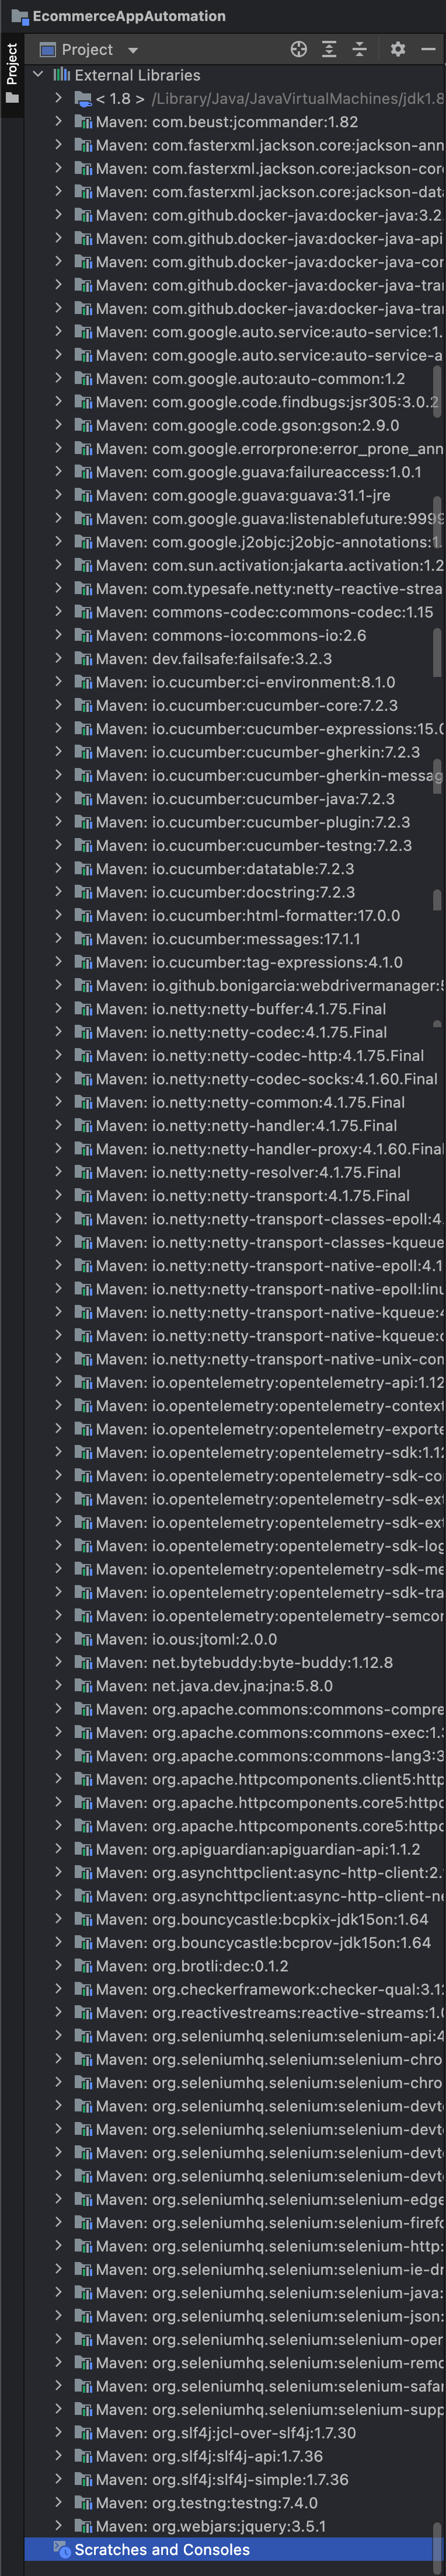 EcommerceAppAutomation
Project
Project
External Libraries
< 1.8 > /Library/Java/JavaVirtualMachines/jdk1.8
Maven: com.beust:jcommander:1.82
Maven: com.fasterxml.jackson.core:jackson-ann
Maven: com.fasterxml.jackson.core:jackson-core
Maven: com.fasterxml.jackson.core:jackson-data
Maven: com.github.docker-java:docker-java:3.2
Maven: com.github.docker-java:docker-java-api
Maven: com.github.docker-java:docker-java-cor
Maven: com.github.docker-java:docker-java-tran
Maven: com.github.docker-java:docker-java-tran
Maven: com.google.auto.service:auto-service:1.
Maven: com.google.auto.service:auto-service-a
Maven: com.google.auto:auto-common:1.2
Maven: com.google.code.findbugs:jsr305:3.0.2
Maven: com.google.code.gson:gson:2.9.0
Maven: com.google.errorprone:error_prone_ann
Maven: com.google.guava:failureaccess:1.0.1
Maven: com.google.guava:guava:31.1-jre
Maven: com.google.guava:listenablefuture:9999
Maven: com.google.j2objc:j2objc-annotations:1.
Maven: com.sun.activation:jakarta.activation:1.2
Maven: com.typesafe.netty:netty-reactive-strea
Maven: commons-codec:commons-codec:1.15
Maven: commons-io:commons-io:2.6
Maven: dev.failsafe:failsafe:3.2.3
Maven: io.cucumber:ci-environment:8.1.0
Maven: io.cucumber:cucumber-core:7.2.3
Maven: io.cucumber:cucumber-expressions:15.0
Maven: io.cucumber:cucumber-gherkin:7.2.3
Maven: io.cucumber:cucumber-gherkin-messag
Maven: io.cucumber:cucumber-java:7.2.3
Maven: io.cucumber:cucumber-plugin:7.2.3
Maven: io.cucumber:cucumber-testng:7.2.3
Maven: io.cucumber:datatable:7.2.3
Maven: io.cucumber:docstring:7.2.3
Maven: io.cucumber:html-formatter:17.0.0
Maven: io.cucumber:messages:17.1.1
Maven: io.cucumber:tag-expressions:4.1.0
Maven: io.github.bonigarcia:webdrivermanager:5
Maven: io.netty:netty-buffer:4.1.75.Final
Maven: io.netty:netty-codec:4.1.75.Final
Maven: io.netty:netty-codec-http:4.1.75.Final
Maven: io.netty:netty-codec-socks:4.1.60.Final
Maven: io.netty:netty-common:4.1.75.Final
Maven: io.netty:netty-handler:4.1.75.Final
Maven: io.netty:netty-handler-proxy:4.1.60.Final
Maven: io.netty:netty-resolver:4.1.75.Final
Maven: io.netty:netty-transport:4.1.75.Final
Maven: io.netty:netty-transport-classes-epoll:4.
Maven: io.netty:netty-transport-classes-kqueue
Maven: io.netty:netty-transport-native-epoll:4.1
Maven: io.netty:netty-transport-native-epoll:linu
Maven: io.netty:netty-transport-native-kqueue:4
Maven: io.netty:netty-transport-native-kqueue:o
Maven: io.netty:netty-transport-native-unix-com
Maven: io.opentelemetry:opentelemetry-api:1.12
Maven: io.opentelemetry:opentelemetry-context
Maven: io.opentelemetry:opentelemetry-exporte
Maven: io.opentelemetry:opentelemetry-sdk:1.12
Maven: io.opentelemetry:opentelemetry-sdk-co
Maven: io.opentelemetry:opentelemetry-sdk-ext
Maven: io.opentelemetry:opentelemetry-sdk-ext
Maven: io.opentelemetry:opentelemetry-sdk-log
Maven: io.opentelemetry:opentelemetry-sdk-me
Maven: io.opentelemetry:opentelemetry-sdk-tra
Maven: io.opentelemetry:opentelemetry-semcon
Maven: io.ous:jtoml:2.0.0
Maven: net.bytebuddy:byte-buddy:1.12.8
Maven: net.java.dev.jna:jna:5.8.0
Maven: org.apache.commons:commons-compre
Maven: org.apache.commons:commons-exec:1.3
Maven: org.apache.commons:commons-lang3:3
Maven: org.apache.httpcomponents.client5:http
Maven: org.apache.httpcomponents.core5:httpc
Maven: org.apache.httpcomponents.core5:httpc
Maven: org.apiguardian:apiguardian-api:1.1.2
Maven: org.asynchttpclient:async-http-client:2.
Maven: org.asynchttpclient:async-http-client-ne
Maven: org.bouncycastle:bcpkix-jdk15on:1.64
Maven: org.bouncycastle:bcprov-jdk15on:1.64
Maven: org.brotli:dec:0.1.2
Maven: org.checkerframework:checker-qual:3.12
Maven: org.reactivestreams:reactive-streams:1.0
Maven: org.seleniumhq.selenium:selenium-api:4
Maven: org.seleniumhq.selenium:selenium-chro
Maven: org.seleniumhq.selenium:selenium-chro
Maven: org.seleniumhq.selenium:selenium-devto
Maven: org.seleniumhq.selenium:selenium-devto
Maven: org.seleniumhq.selenium:selenium-devto
Maven: org.seleniumhq.selenium:selenium-devto
Maven: org.seleniumhq.selenium:selenium-edge
Maven: org.seleniumhq.selenium:selenium-firefo
Maven: org.seleniumhq.selenium:selenium-http:
Maven: org.seleniumhq.selenium:selenium-ie-dr
Maven: org.seleniumhq.selenium:selenium-java:
Maven: org.seleniumhq.selenium:selenium-json:
Maven: org.seleniumhq.selenium:selenium-oper
Maven: org.seleniumhq.selenium:selenium-remo
Maven: org.seleniumhq.selenium:selenium-safar
Maven: org.seleniumhq.selenium:selenium-supp
Maven: org.slf4j:jcl-over-slf4j:1.7.30
Maven: org.slf4j:slf4j-api:1.7.36
Maven: org.slf4j:slf4j-simple:1.7.36
Maven: org.testng:testng:7.4.0
Maven: org.webjars:jquery:3.5.1
Scratches and Consoles